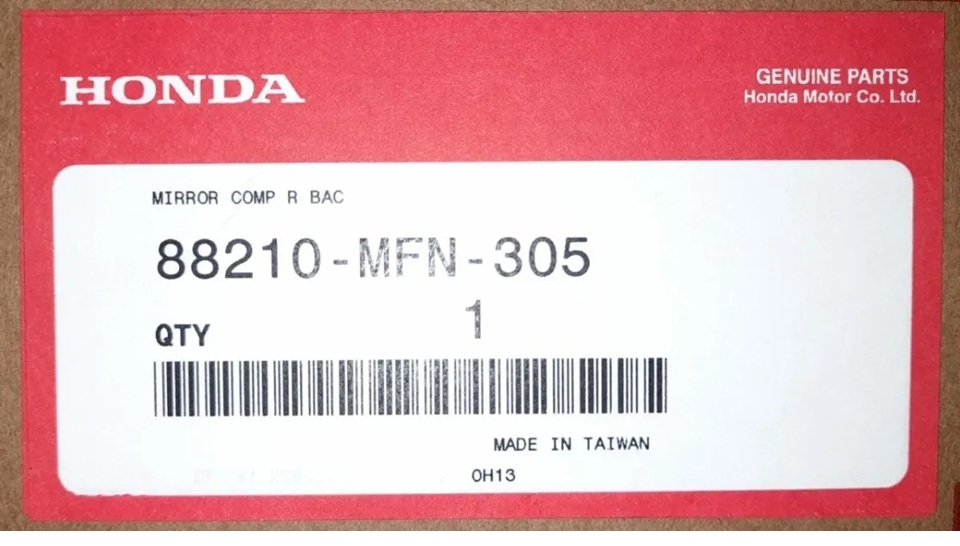 HONDA
GENUINE PARTS
Honda Motor Co. Ltd.
MIRROR COMP R BAC
88210-MFN-305
QTY 1
MADE IN TAIWAN
0H13